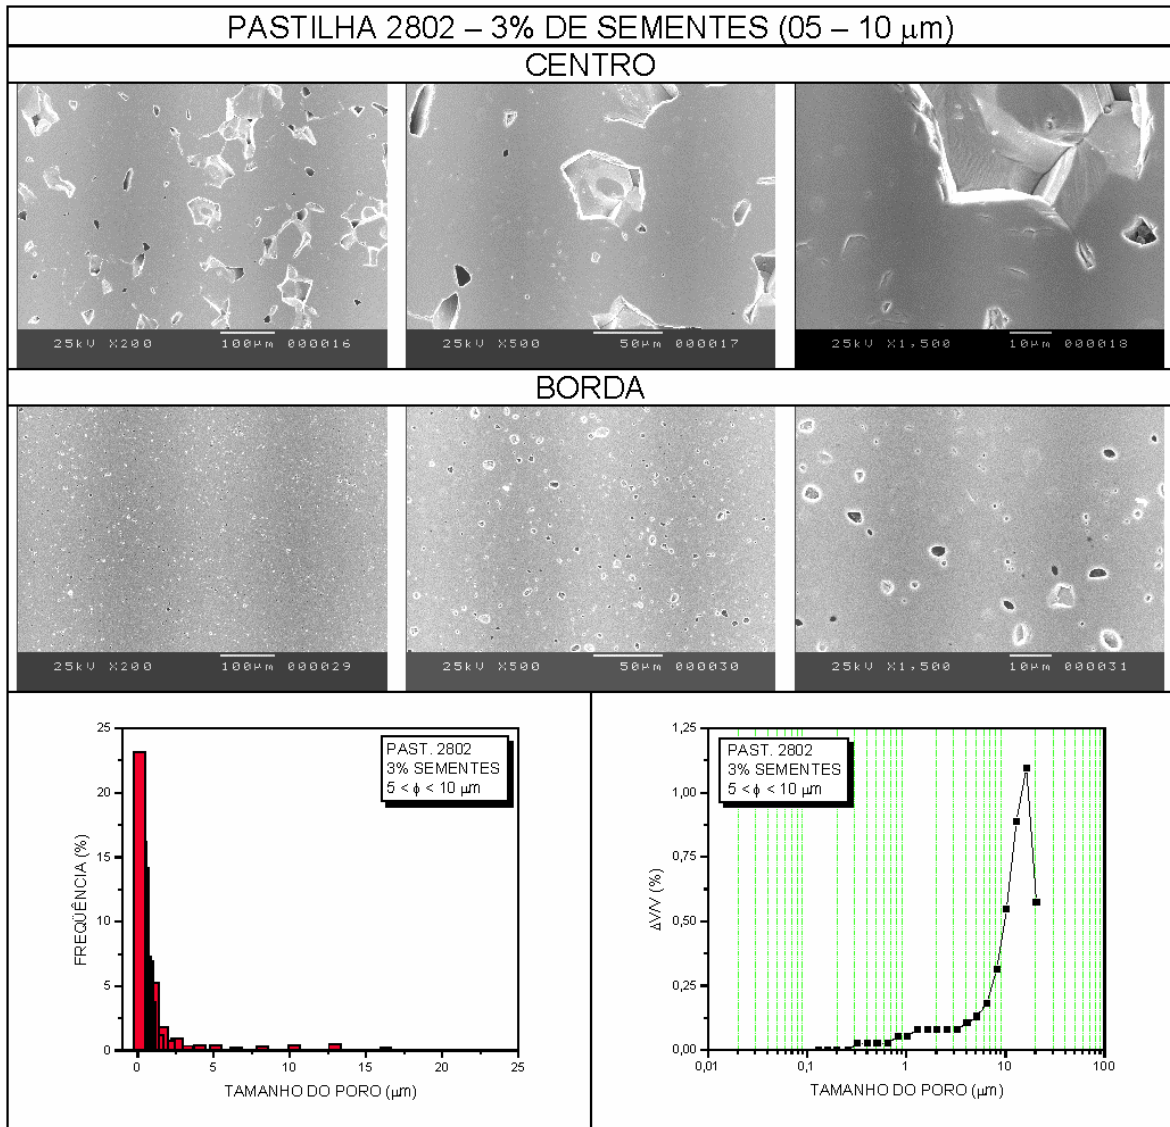 PASTILHA 2802 – 3% DE SEMENTES (05 – 10 μm)
CENTRO
25kV X200 100μm 000016
25kV X500 50μm 000017
25kV X1,500 10μm 000018
BORDA
25kV X200 100μm 000029
25kV X500 50μm 000030
25kV X1,500 10μm 000031
25
20
15
10
5
0
FREQÜÊNCIA (%)
PAST. 2802
3% SEMENTES
5 < ϕ < 10 μm
0 5 10 15 20 25
TAMANHO DO PORO (μm)
1,25
1,00
0,75
0,50
0,25
0,00
ΔV/V (%)
PAST. 2802
3% SEMENTES
5 < ϕ < 10 μm
0,01 0,1 1 10 100
TAMANHO DO PORO (μm)